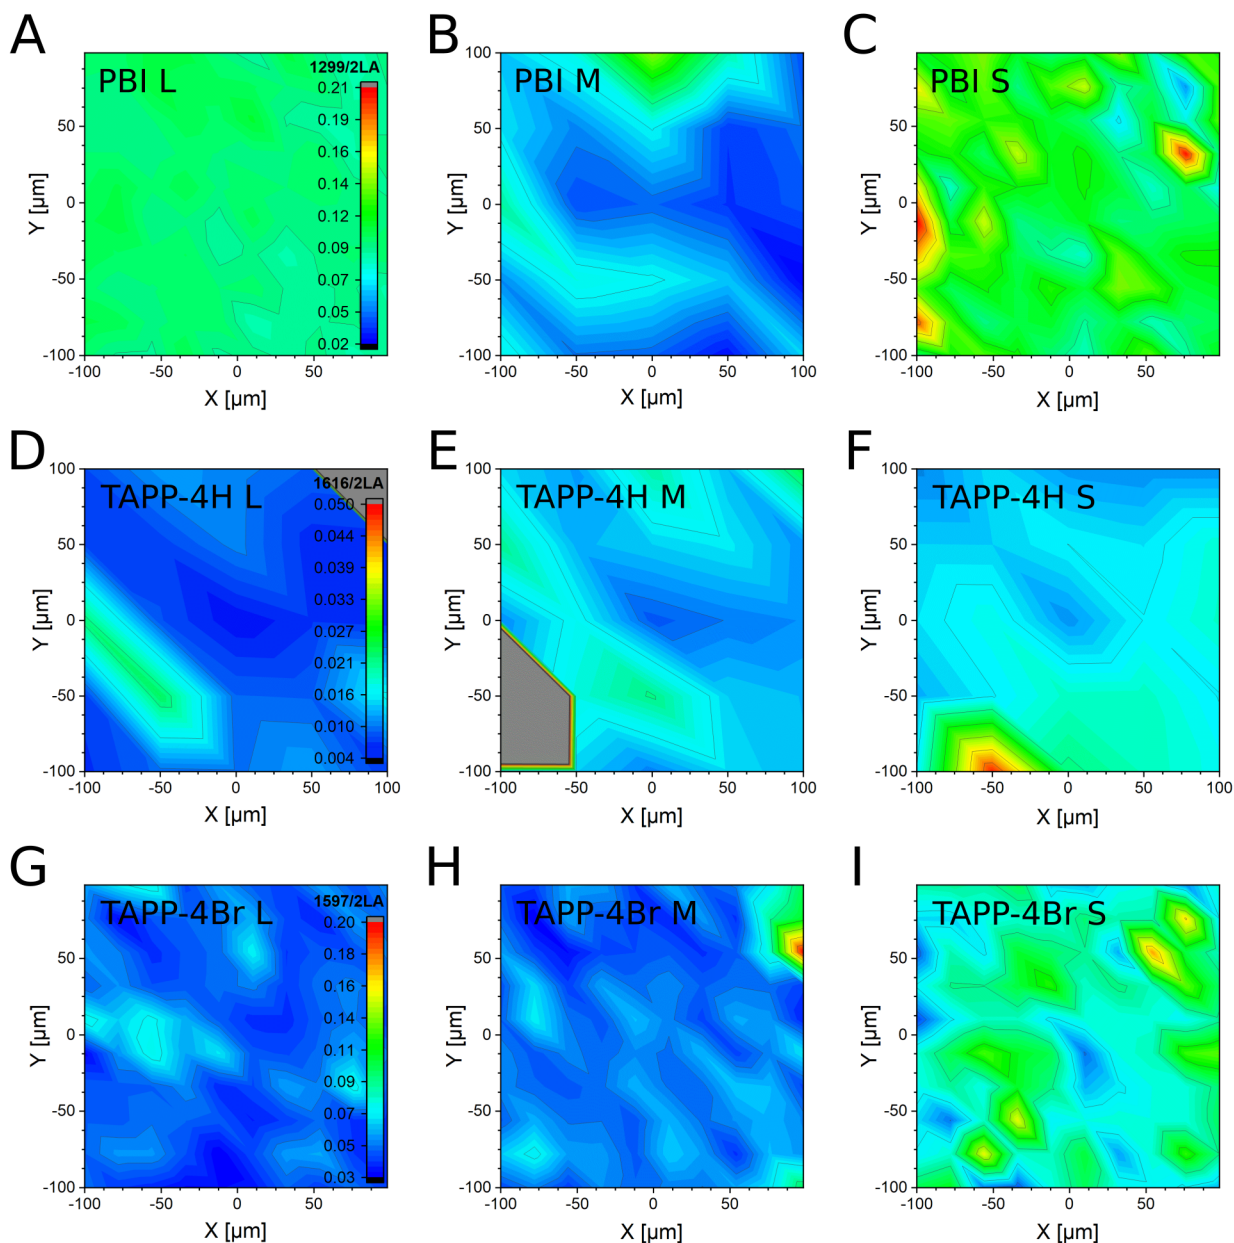 A B C
PBI L PBI M PBI S
1299/2LA
0.21
0.19
0.16
0.14
0.12
0.09
0.07
0.05
0.02
50
0
-50
-100
Y [µm]
-100 -50 0 50
X [µm]
100
50
0
-50
-100
Y [µm]
-100 -50 0 50 100
X [µm]
50
0
-50
-100
Y [µm]
-100 -50 0 50
X [µm]
D E F
TAPP-4H L TAPP-4H M TAPP-4H S
1616/2LA
0.050
0.044
0.039
0.033
0.027
0.021
0.016
0.010
0.004
100
50
0
-50
-100
Y [µm]
-100 -50 0 50 100
X [µm]
100
50
0
-50
-100
Y [µm]
-100 -50 0 50 100
X [µm]
100
50
0
-50
-100
Y [µm]
-100 -50 0 50 100
X [µm]
G H I
TAPP-4Br L TAPP-4Br M TAPP-4Br S
1597/2LA
0.20
0.18
0.16
0.13
0.11
0.09
0.07
0.05
0.03
50
0
-50
-100
Y [µm]
-100 -50 0 50
X [µm]
50
0
-50
-100
Y [µm]
-100 -50 0 50
X [µm]
50
0
-50
-100
Y [µm]
-100 -50 0 50
X [µm]